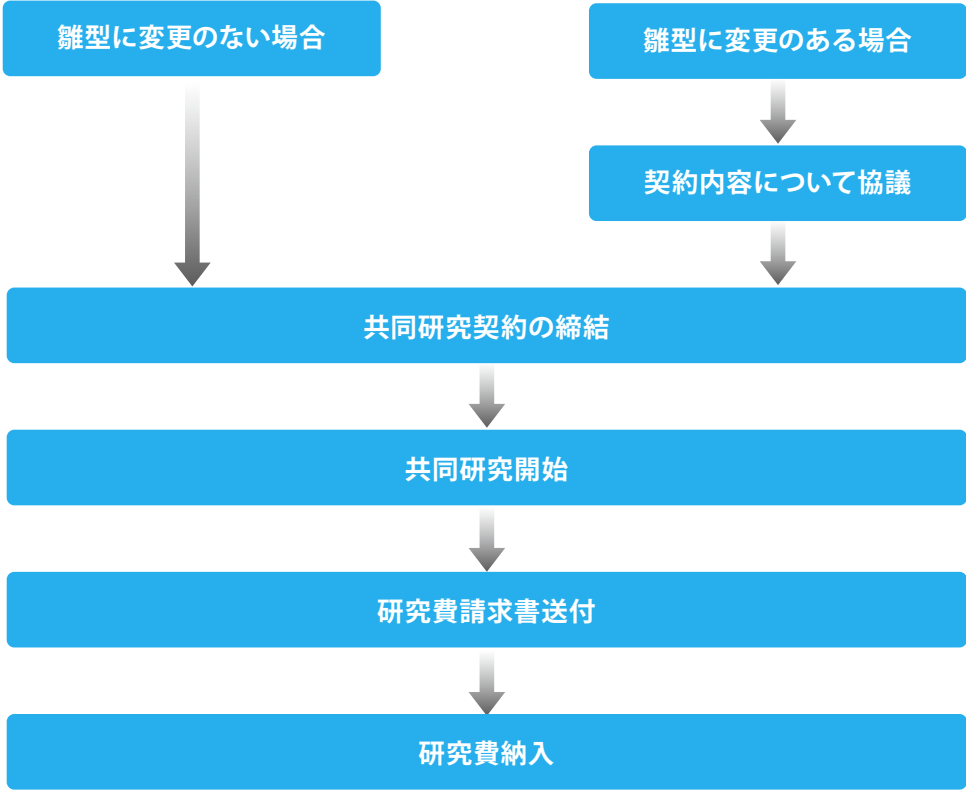 雛型に変更のない場合
雛型に変更のある場合
契約内容について協議
共同研究契約の締結
共同研究開始
研究費請求書送付
研究費納入